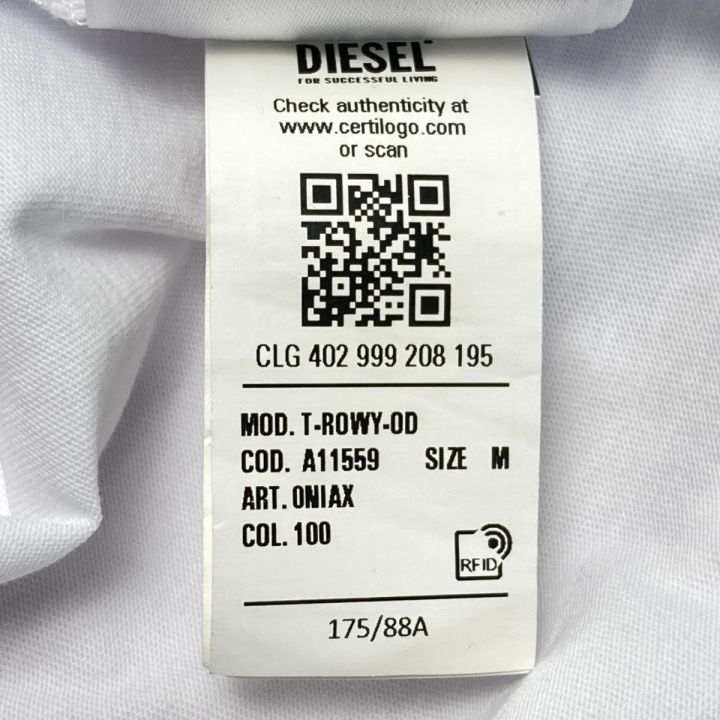 DIESEL®
FOR SUCCESSFUL LIVING
Check authenticity at
www.certilogo.com
or scan
CLG 402 999 208 195
MOD. T-ROWY-OD
COD. A11559 SIZE M
ART. ONIAX
COL. 100
RFID
175/88A